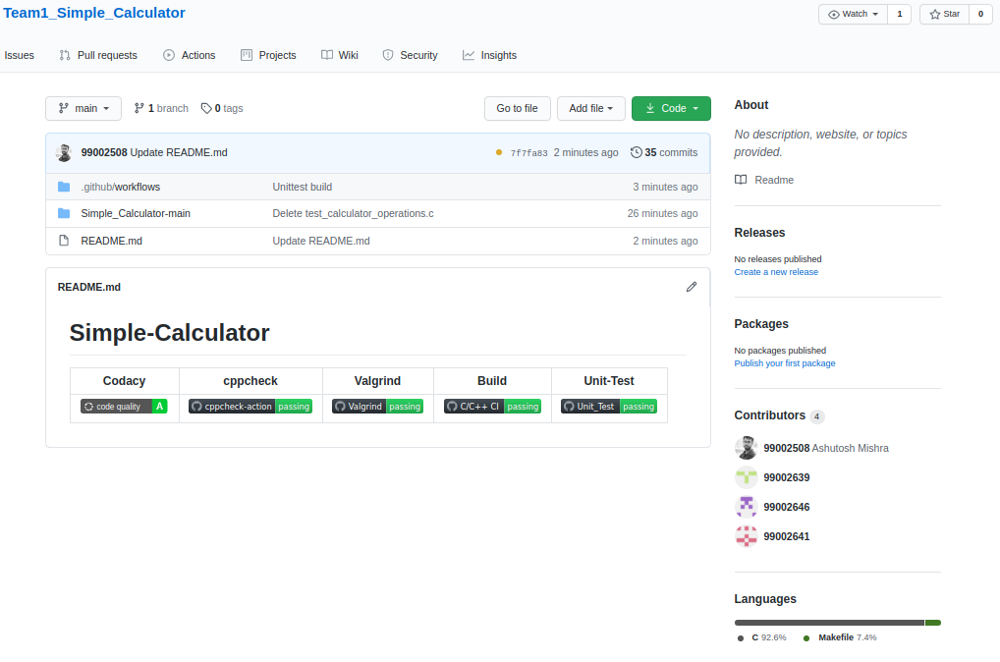 Team1_Simple_Calculator
Watch 1 Star 0
Issues Pull requests Actions Projects Wiki Security Insights
main 1 branch 0 tags Go to file Add file Code
99002508 Update README.md 7f7fa83 2 minutes ago 35 commits
.github/workflows Unittest build 3 minutes ago
Simple_Calculator-main Delete test_calculator_operations.c 26 minutes ago
README.md Update README.md 2 minutes ago
README.md
Simple-Calculator
Codacy cppcheck Valgrind Build Unit-Test
code quality A cppcheck-action passing Valgrind passing C/C++ CI passing Unit_Test passing
About
No description, website, or topics
provided.
Readme
Releases
No releases published
Create a new release
Packages
No packages published
Publish your first package
Contributors 4
99002508 Ashutosh Mishra
99002639
99002646
99002641
Languages
C 92.6% Makefile 7.4%